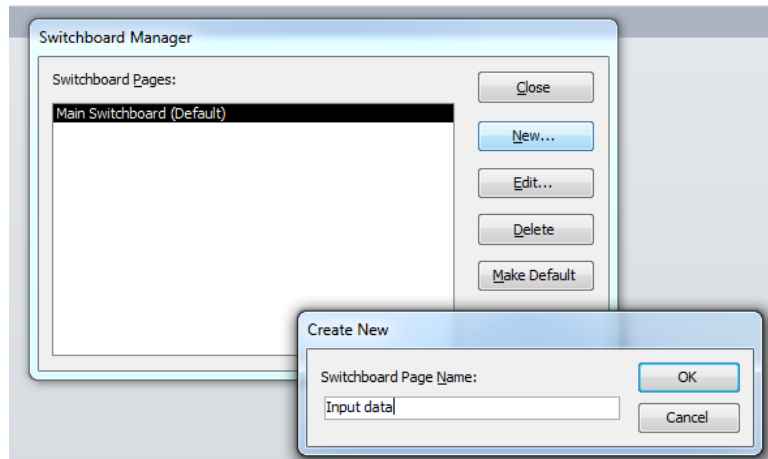 Switchboard Manager
Switchboard Pages:
Main Switchboard (Default)
Close
New...
Edit...
Delete
Make Default
Create New
Switchboard Page Name:
Input data
OK
Cancel